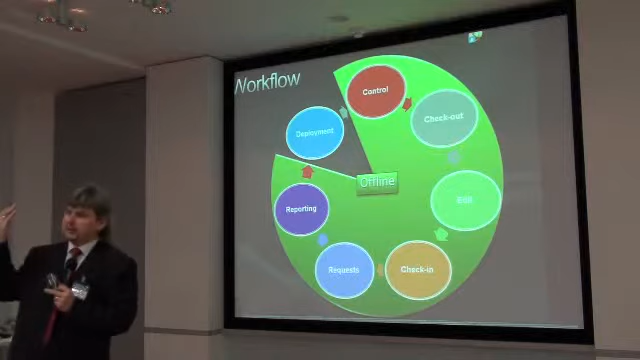 Workflow
Control
Check-out
Edit
Check-in
Requests
Reporting
Deployment
Offline